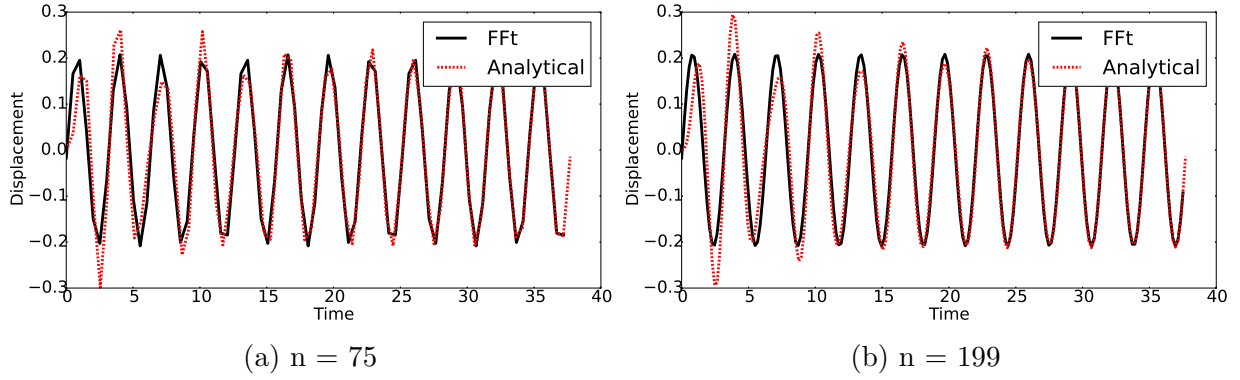 0.3
0.2
0.1
0.0
−0.1
−0.2
−0.3
Displacement
0 5 10 15 20 25 30 35 40
Time
FFt
Analytical
(a) n = 75
0.3
0.2
0.1
0.0
−0.1
−0.2
−0.3
Displacement
0 5 10 15 20 25 30 35 40
Time
FFt
Analytical
(b) n = 199